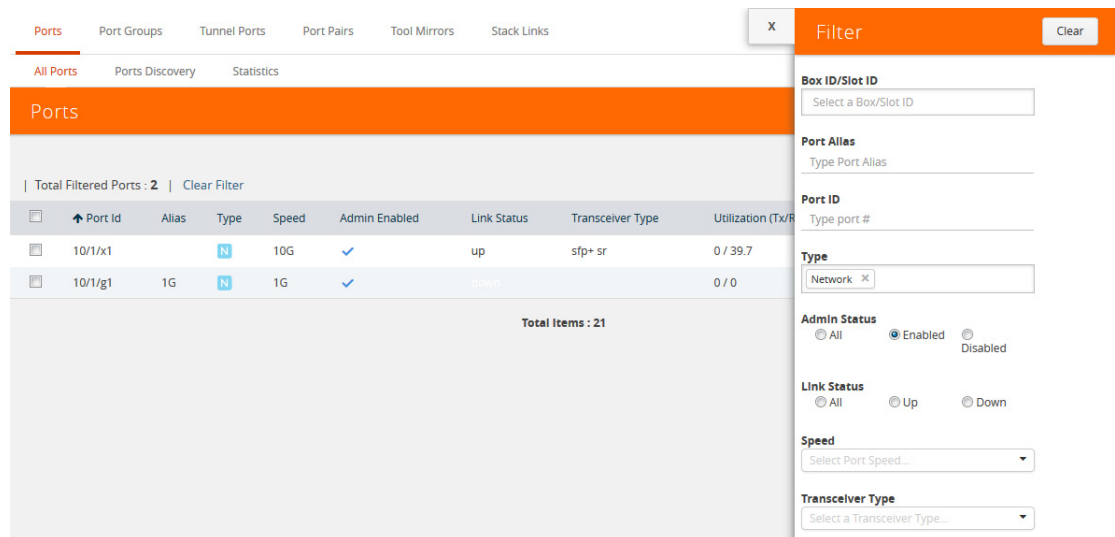 Ports Port Groups Tunnel Ports Port Pairs Tool Mirrors Stack Links
X
Filter
Clear
All Ports Ports Discovery Statistics
Ports
| Total Filtered Ports : 2 | Clear Filter
Port Id Alias Type Speed Admin Enabled Link Status Transceiver Type Utilization (Tx/R
10/1/x1 N 10G up sfp+ sr 0 / 39.7
10/1/g1 1G N 1G down 0 / 0
Total Items : 21
Box ID/Slot ID
Select a Box/Slot ID
Port Alias
Type Port Alias
Port ID
Type port #
Type
Network ×
Admin Status
All Enabled Disabled
Link Status
All Up Down
Speed
Select Port Speed...
Transceiver Type
Select a Transceiver Type...